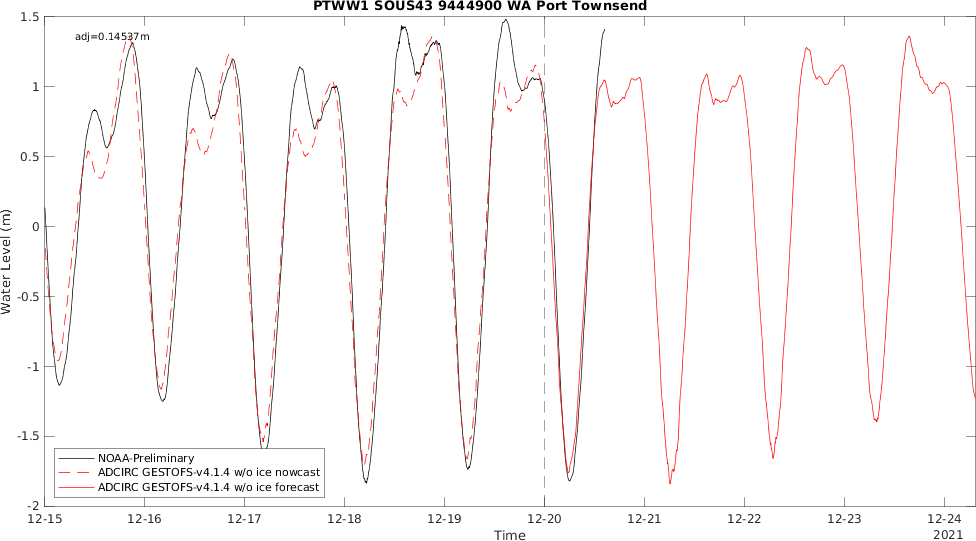 PTWW1 SOUS43 9444900 WA Port Townsend
adj=0.14537m
1.5
1
0.5
0
-0.5
-1
-1.5
-2
Water Level (m)
NOAA-Preliminary
ADCIRC GESTOFS-v4.1.4 w/o ice nowcast
ADCIRC GESTOFS-v4.1.4 w/o ice forecast
12-15 12-16 12-17 12-18 12-19 12-20 12-21 12-22 12-23 12-24
Time 2021